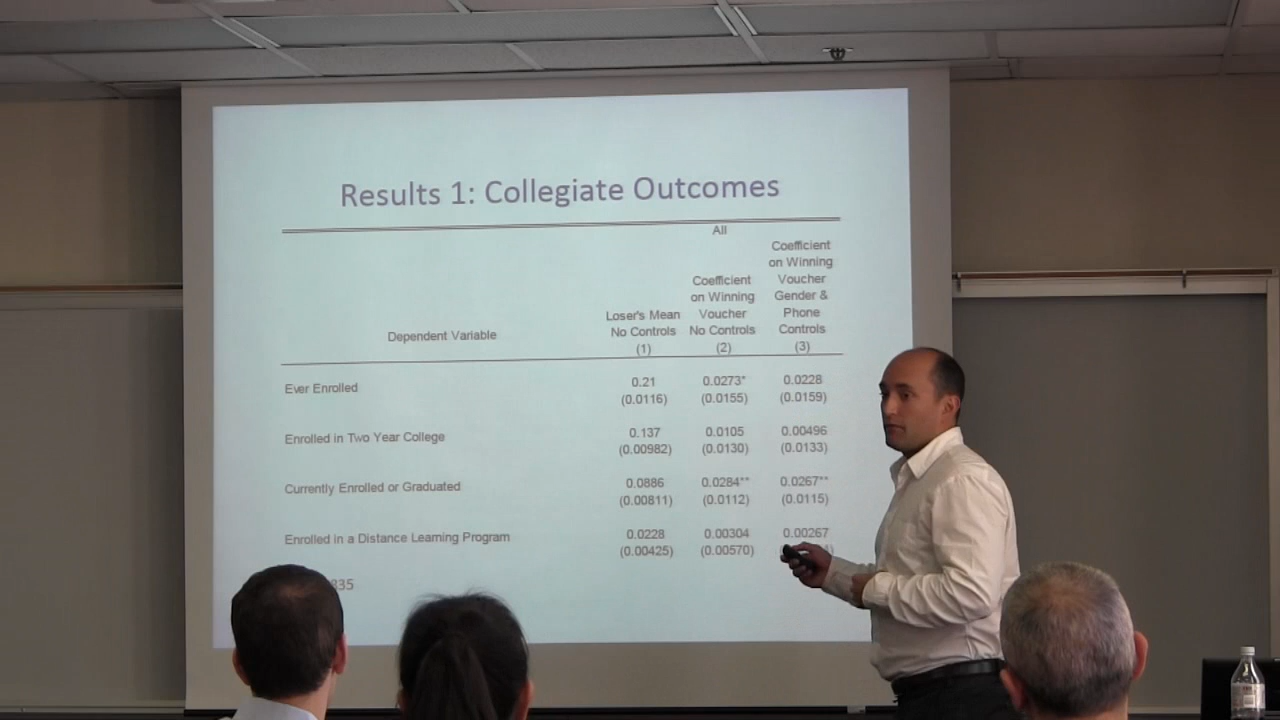 Results 1: Collegiate Outcomes
All
Dependent Variable
Loser's Mean
No Controls
(1)
Coefficient
on Winning
Voucher
No Controls
(2)
Coefficient
on Winning
Voucher
Gender &
Phone
Controls
(3)
Ever Enrolled 0.21 0.0273* 0.0228
(0.0116) (0.0155) (0.0159)
Enrolled in Two Year College 0.137 0.0105 0.00496
(0.00982) (0.0130) (0.0133)
Currently Enrolled or Graduated 0.0886 0.0284** 0.0267**
(0.00811) (0.0112) (0.0115)
Enrolled in a Distance Learning Program 0.0228 0.00304 0.00267
(0.00425) (0.00570)